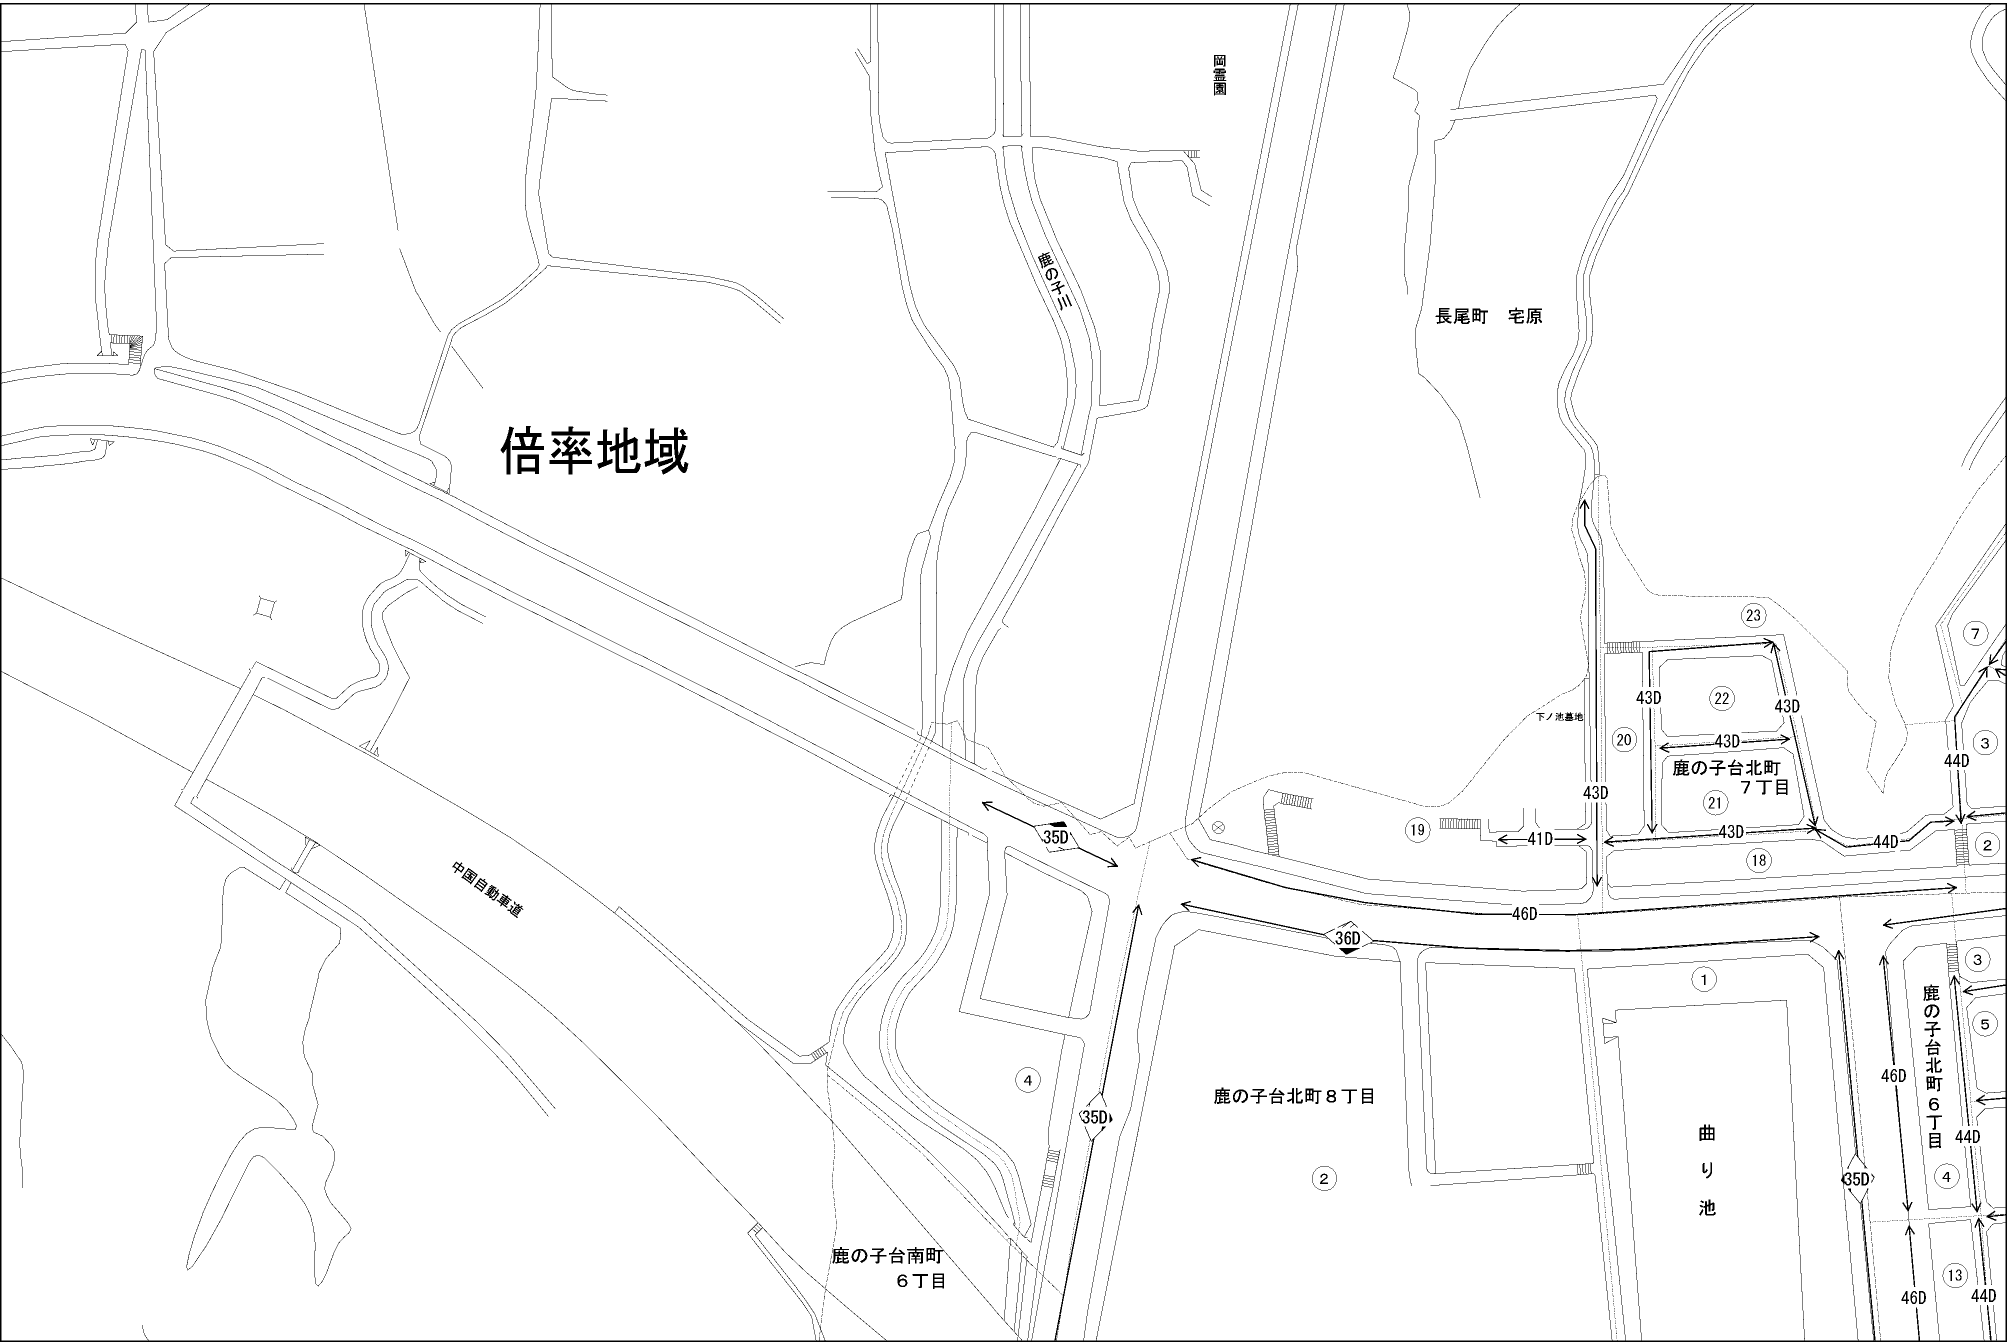 岡霊園
鹿の子川
長尾町　宅原
倍率地域
23
7
22
43D
43D
下ノ池墓地
20
43D
3
44D
鹿の子台北町
７丁目
43D
21
35D
19
41D
43D
44D
2
18
中国自動車道
46D
36D
3
1
鹿の子台北町６丁目
5
46D
4
鹿の子台北町８丁目
35D
曲り池
44D
2
35D
4
鹿の子台南町
６丁目
13
46D
44D